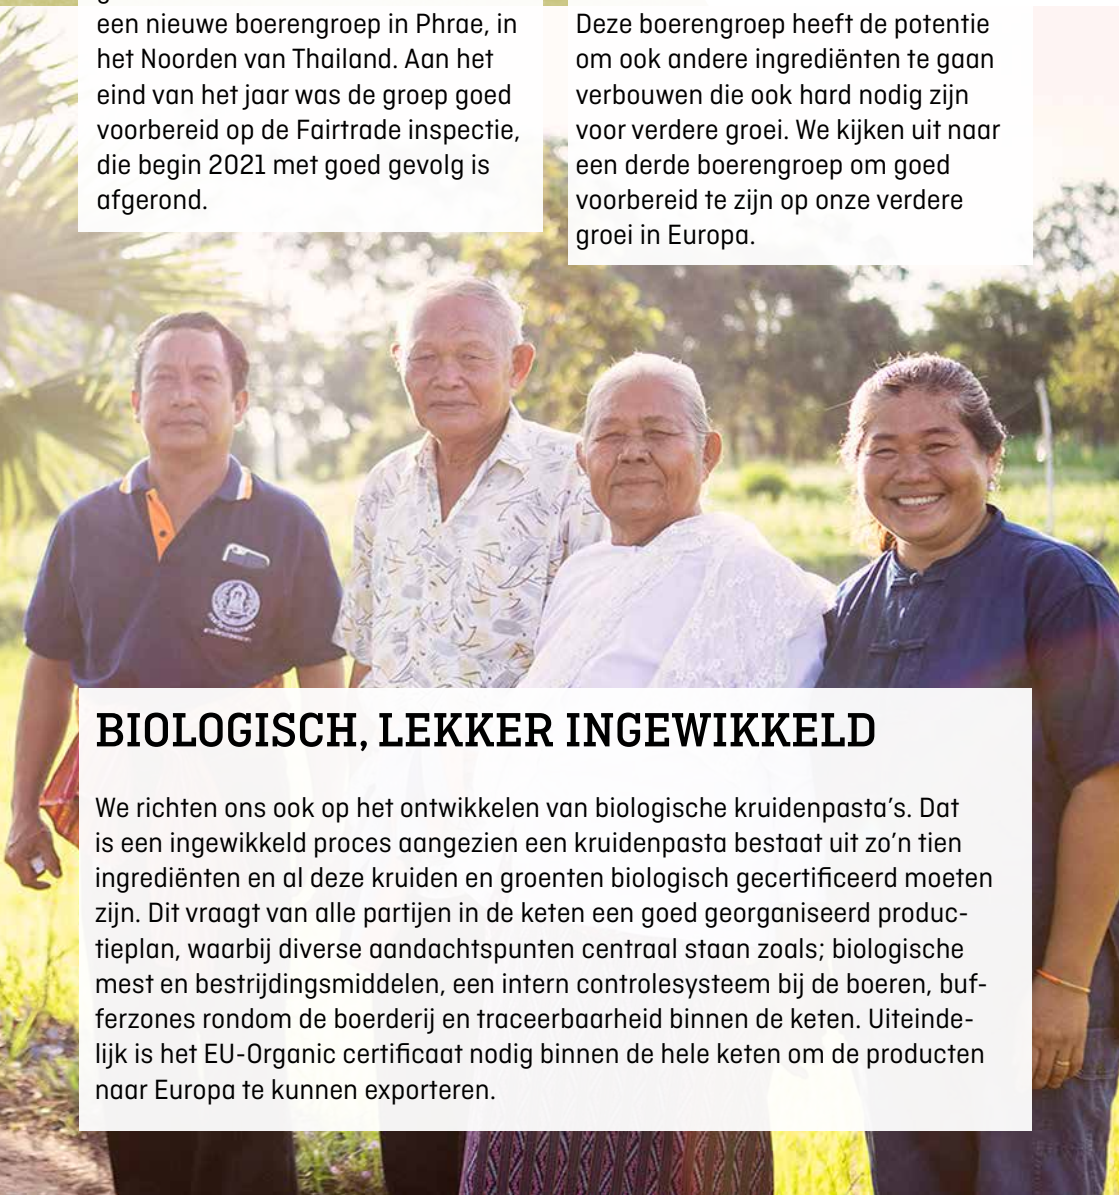 een nieuwe boerengroep in Phrae, in
het Noorden van Thailand. Aan het
eind van het jaar was de groep goed
voorbereid op de Fairtrade inspectie,
die begin 2021 met goed gevolg is
afgerond.
Deze boerengroep heeft de potentie
om ook andere ingrediënten te gaan
verbouwen die ook hard nodig zijn
voor verdere groei. We kijken uit naar
een derde boerengroep om goed
voorbereid te zijn op onze verdere
groei in Europa.
BIOLOGISCH, LEKKER INGEWIKKELD
We richten ons ook op het ontwikkelen van biologische kruidenpasta’s. Dat
is een ingewikkeld proces aangezien een kruidenpasta bestaat uit zo’n tien
ingrediënten en al deze kruiden en groenten biologisch gecertificeerd moeten
zijn. Dit vraagt van alle partijen in de keten een goed georganiseerd produc-
tieplan, waarbij diverse aandachtspunten centraal staan zoals; biologische
mest en bestrijdingsmiddelen, een intern controlesysteem bij de boeren, buf-
ferzones rondom de boerderij en traceerbaarheid binnen de keten. Uiteinde-
lijk is het EU-Organic certificaat nodig binnen de hele keten om de producten
naar Europa te kunnen exporteren.